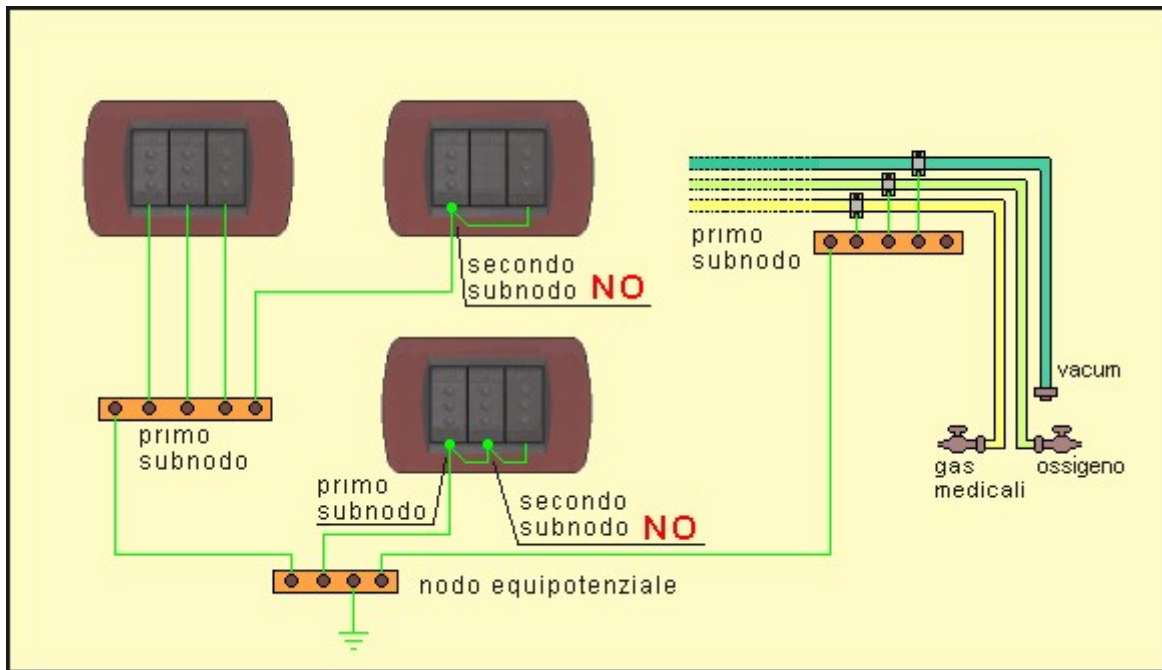 secondo
subnodo NO
primo
subnodo
vacum
primo
subnodo
gas
medicali
ossigeno
primo
subnodo
secondo
subnodo NO
nodo equipotenziale